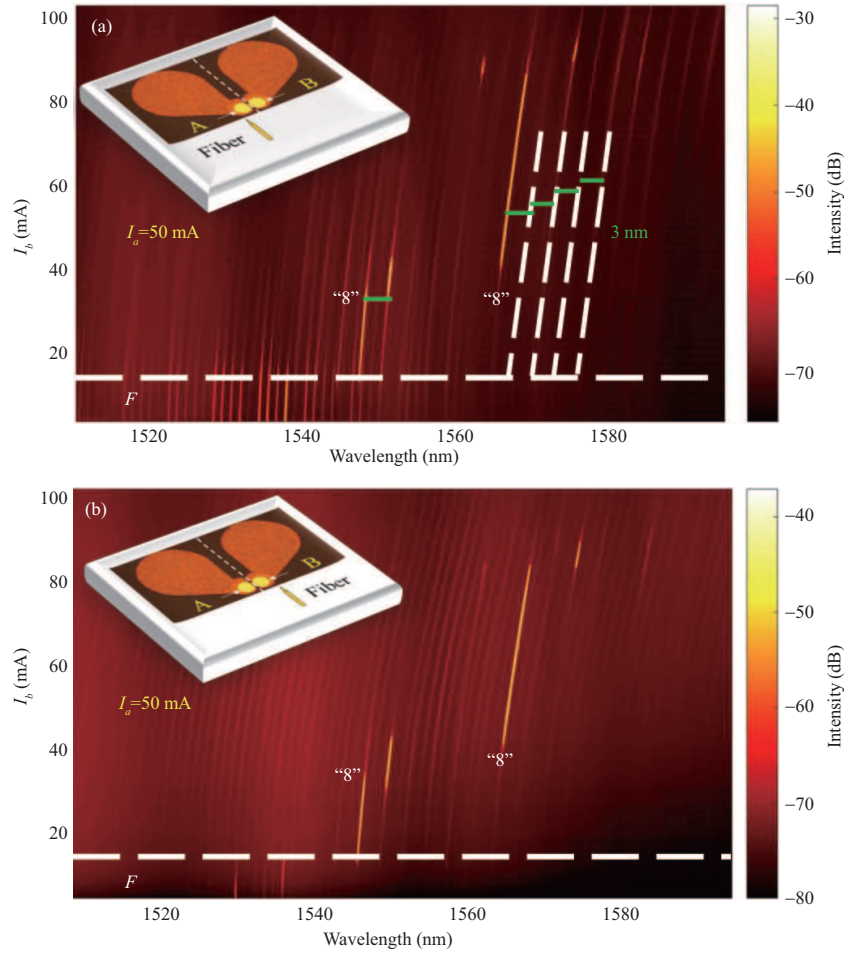 (a)
100
80
60
40
20
I_b (mA)
A
B
Fiber
I_a=50 mA
"8"
"8"
3 nm
F
1520
1540
1560
1580
Wavelength (nm)
−30
−40
−50
−60
−70
Intensity (dB)
(b)
100
80
60
40
20
I_b (mA)
A
B
Fiber
I_a=50 mA
"8"
"8"
F
1520
1540
1560
1580
Wavelength (nm)
−40
−50
−60
−70
−80
Intensity (dB)